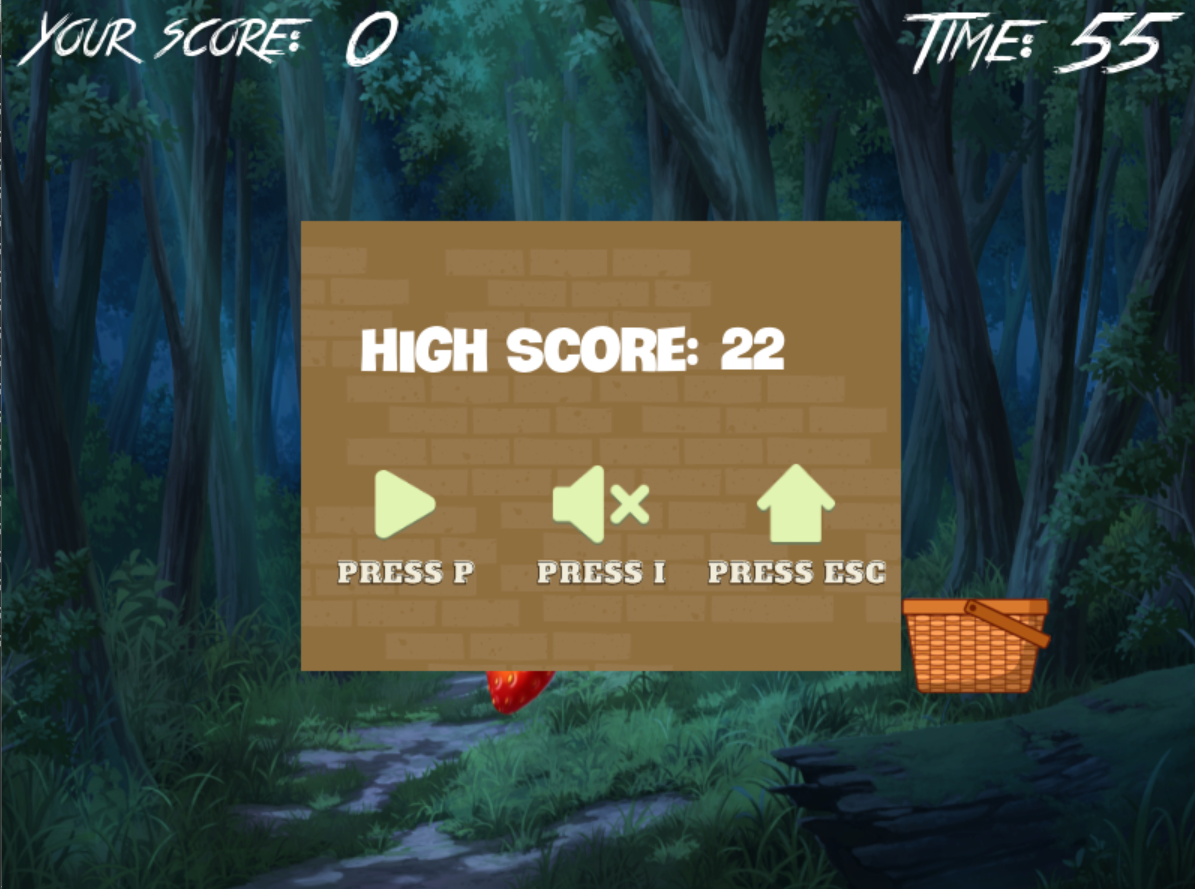 YOUR SCORE: 0
TIME: 55
HIGH SCORE: 22
PRESS P
PRESS I
PRESS ESC